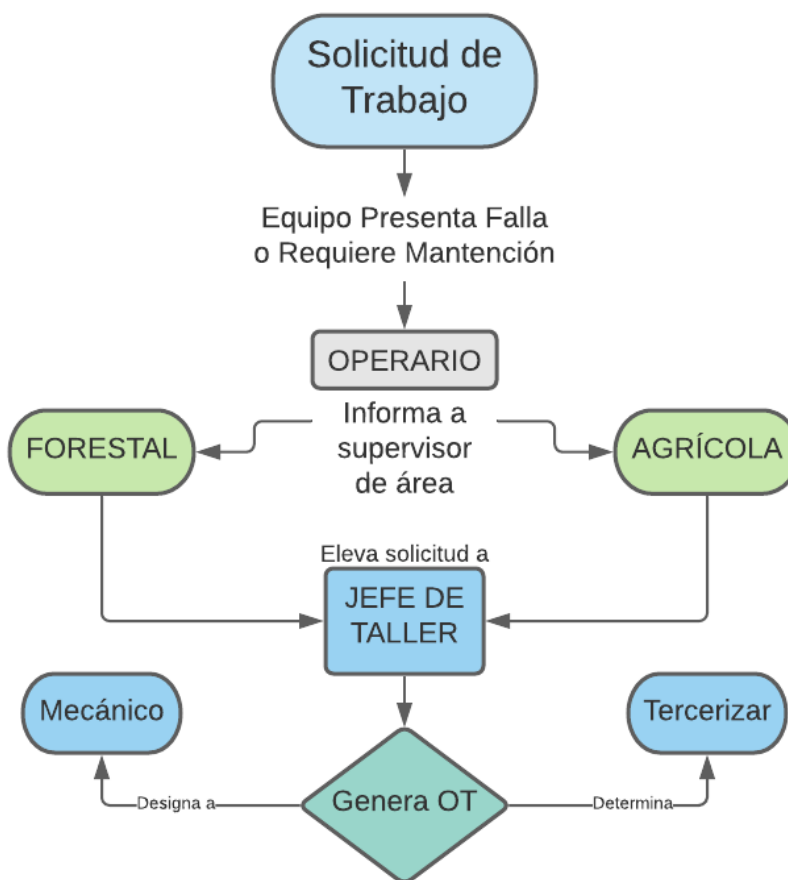 Solicitud de
Trabajo
Equipo Presenta Falla
o Requiere Mantención
OPERARIO
Informa a
supervisor
de área
FORESTAL
AGRÍCOLA
Eleva solicitud a
JEFE DE
TALLER
Mecánico
Tercerizar
Designa a
Genera OT
Determina